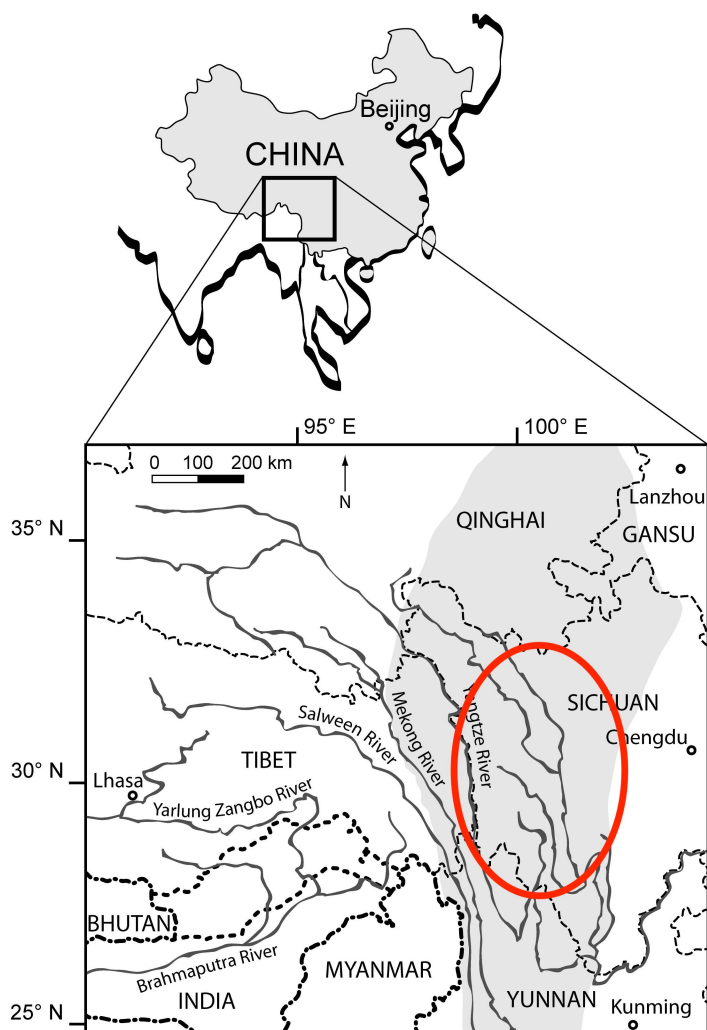 Beijing
CHINA
95° E
100° E
0 100 200 km
N
Lanzhou
QINGHAI
GANSU
35° N
Yangtze River
SICHUAN
Mekong River
Salween River
Chengdu
TIBET
30° N
Lhasa
Yarlung Zangbo River
BHUTAN
Brahmaputra River
MYANMAR
INDIA
YUNNAN
Kunming
25° N